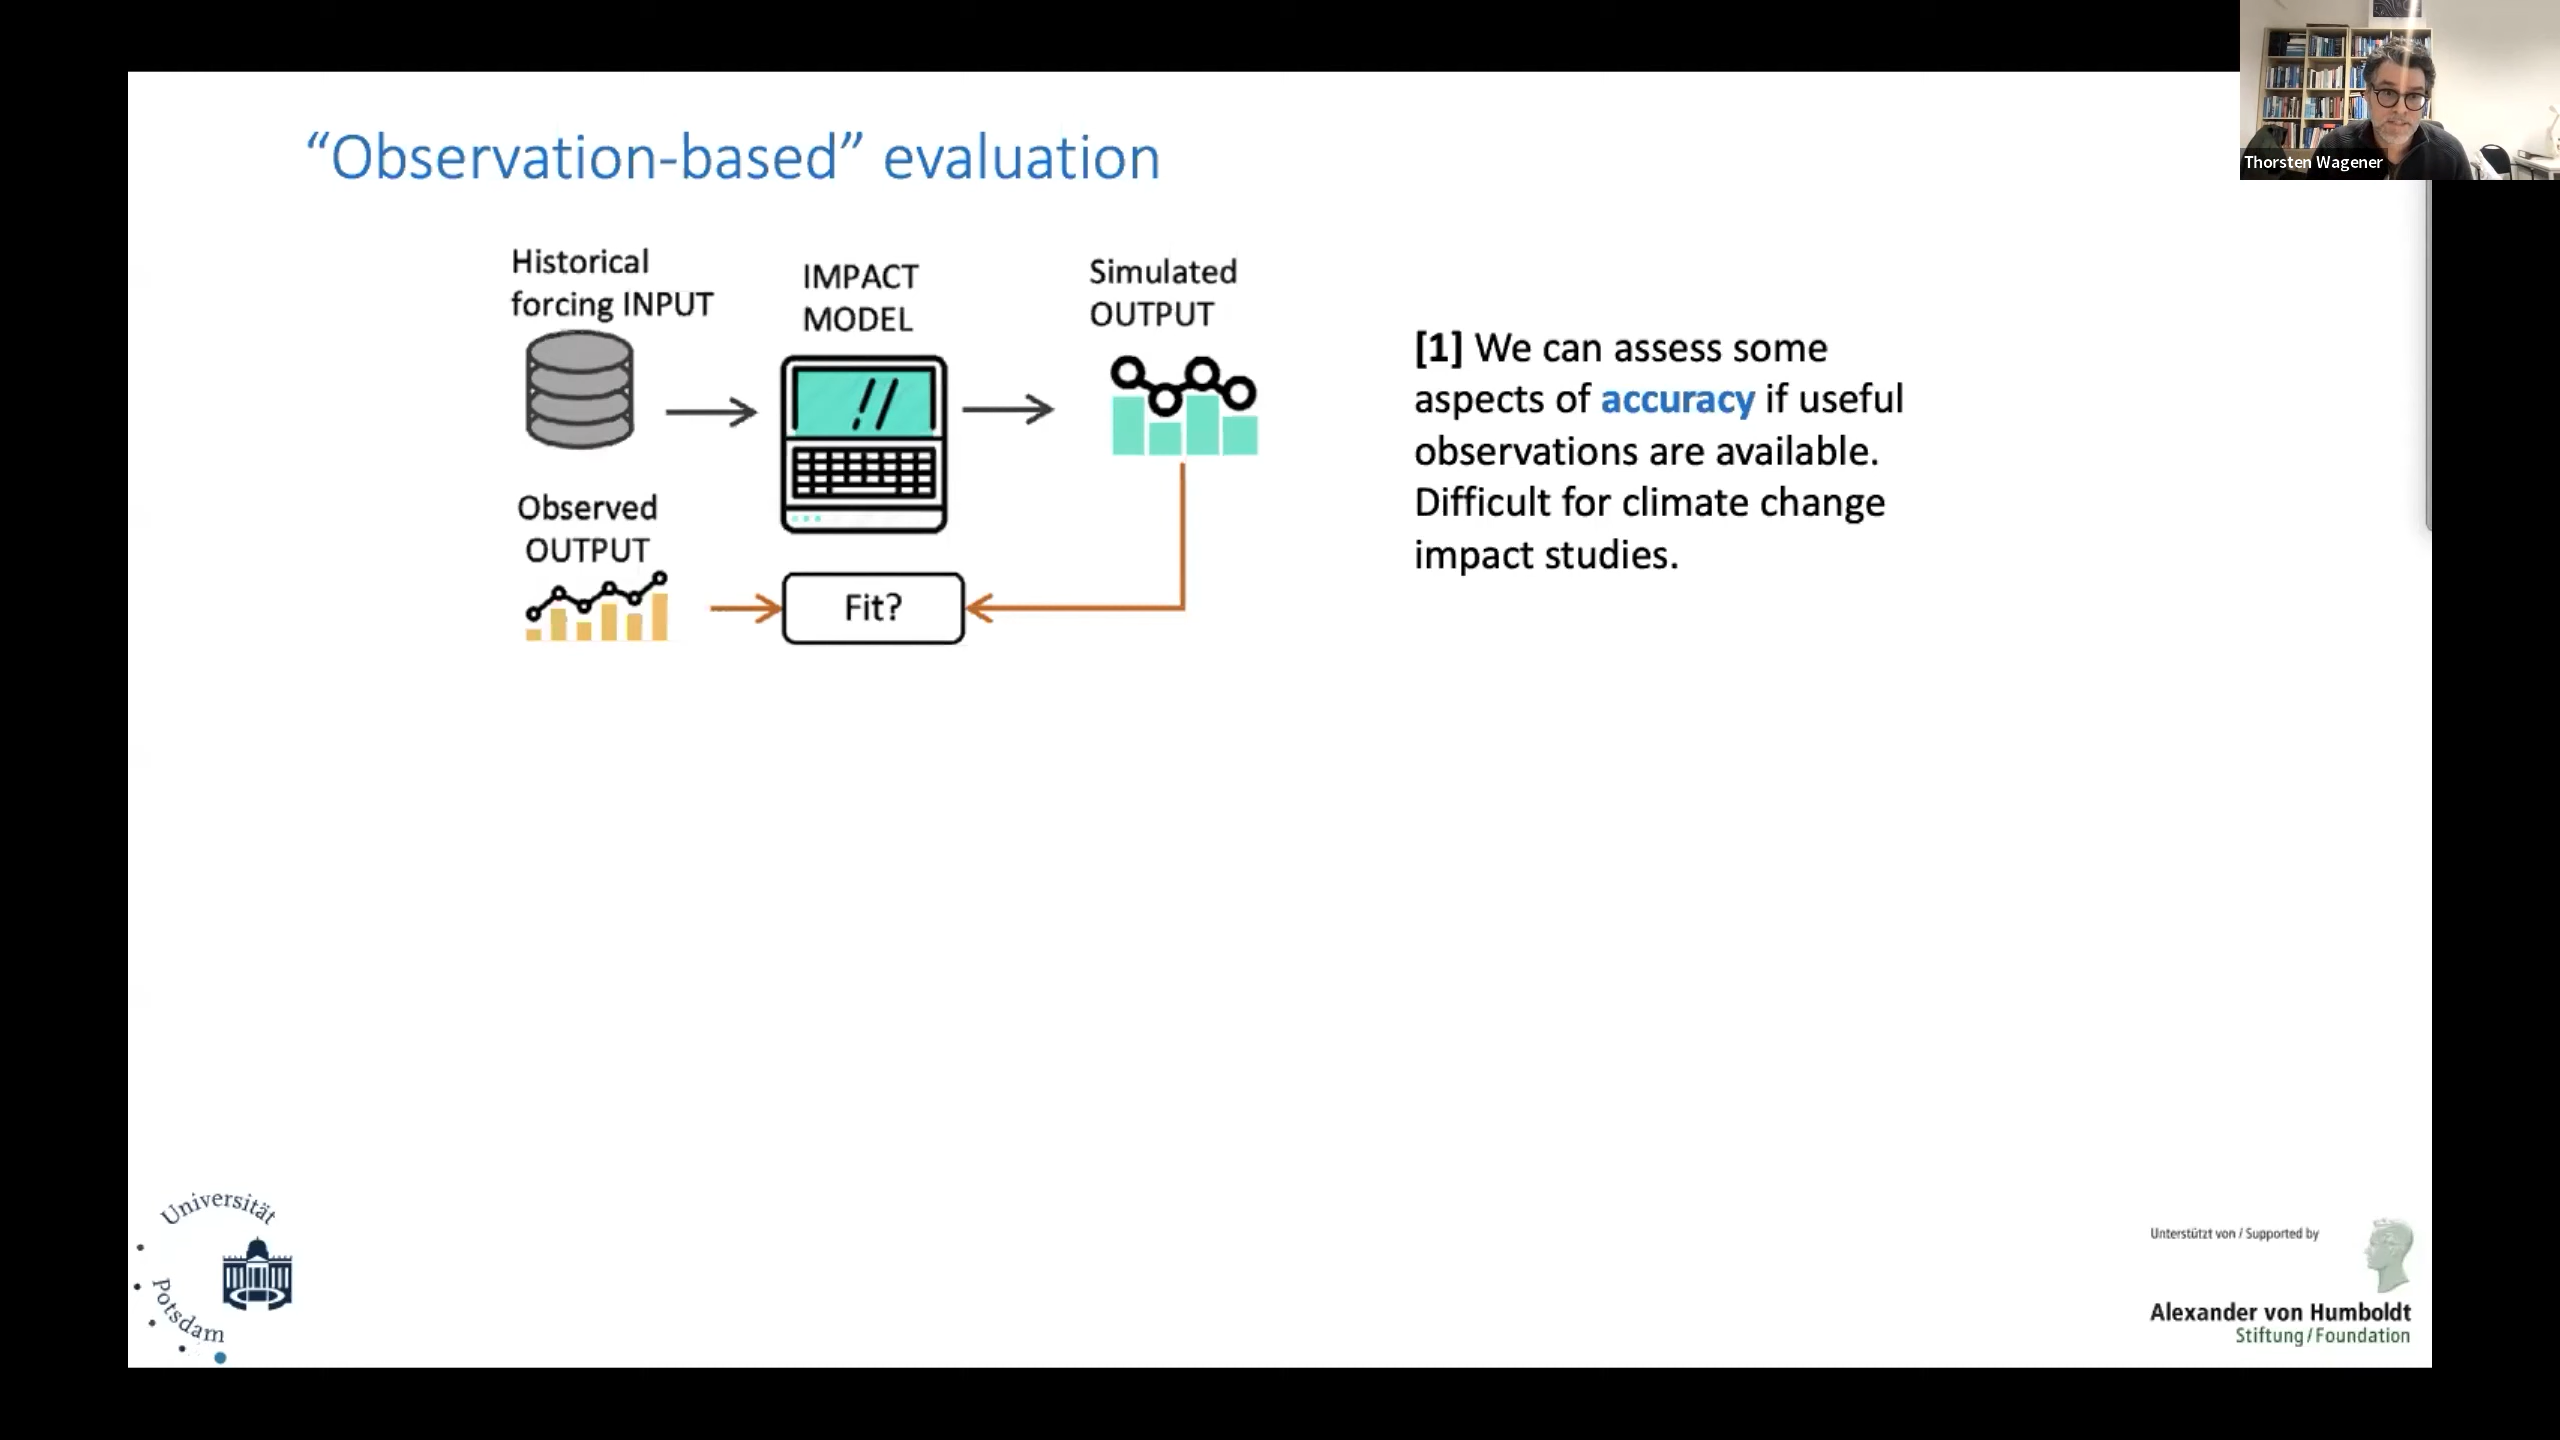 Thorsten Wagener
“Observation-based” evaluation
Historical
forcing INPUT
IMPACT
MODEL
Simulated
OUTPUT
Observed
OUTPUT
Fit?
[1] We can assess some
aspects of accuracy if useful
observations are available.
Difficult for climate change
impact studies.
Universität
Potsdam
Unterstützt von / Supported by
Alexander von Humboldt
Stiftung/Foundation